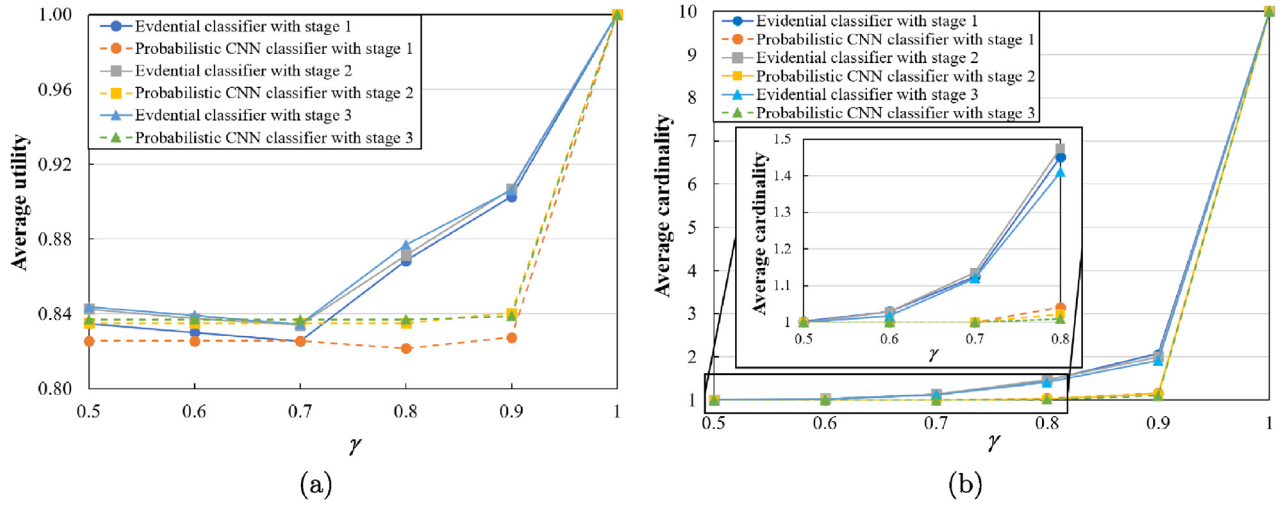 1.00
0.96
0.92
0.88
0.84
0.80
Average utility
Evdential classifier with stage 1
Probabilistic CNN classifier with stage 1
Evdential classifier with stage 2
Probabilistic CNN classifier with stage 2
Evdential classifier with stage 3
Probabilistic CNN classifier with stage 3
0.5 0.6 0.7 0.8 0.9 1
γ
(a)
10
9
8
7
6
5
4
3
2
1
Average cardinality
Evidential classifier with stage 1
Probabilistic CNN classifier with stage 1
Evidential classifier with stage 2
Probabilistic CNN classifier with stage 2
Evidential classifier with stage 3
Probabilistic CNN classifier with stage 3
1.5
1.4
1.3
1.2
1.1
1
Average cardinality
0.5 0.6 0.7 0.8
γ
0.5 0.6 0.7 0.8 0.9 1
γ
(b)